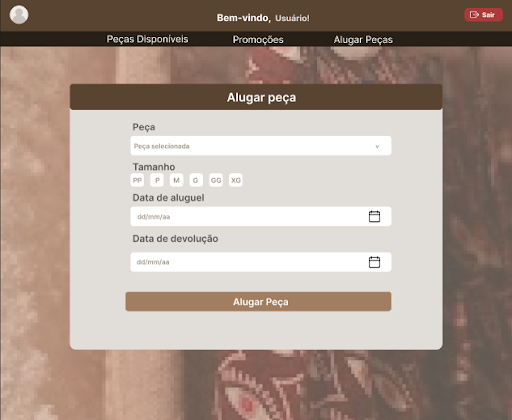 Bem-vindo, Usuário!
Sair
Peças Disponíveis Promoções Alugar Peças
Alugar peça
Peça
Peça selecionada
Tamanho
PP P M G GG XG
Data de aluguel
dd/mm/aa
Data de devolução
dd/mm/aa
Alugar Peça